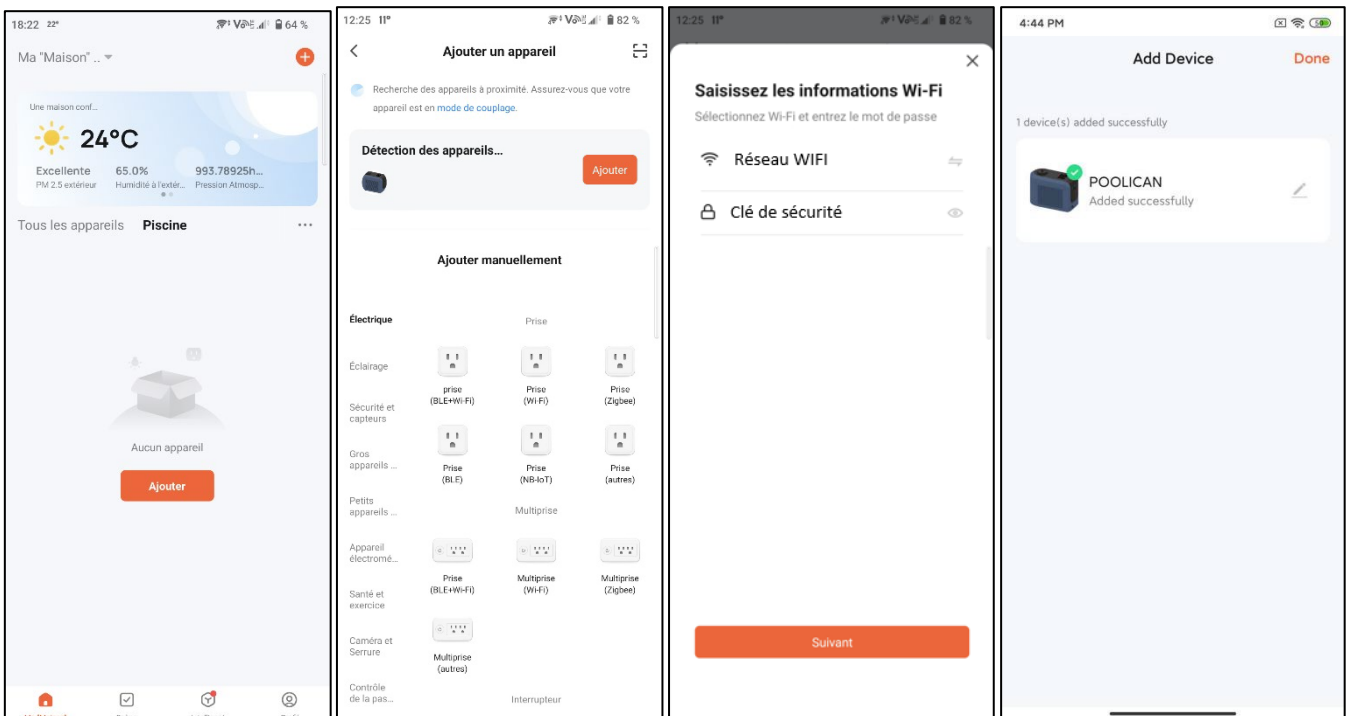 18:22 22° 64 %
Ma "Maison" ..
Une maison conf...
24°C
Excellente 65.0% 993.78925h...
PM 2.5 extérieur Humidité à l'extér... Pression Atmosp...
Tous les appareils Piscine ...
Aucun appareil
Ajouter
12:25 11° 82 %
Ajouter un appareil
Recherche des appareils à proximité. Assurez-vous que votre
appareil est en mode de couplage.
Détection des appareils...
Ajouter
Ajouter manuellement
Électrique
Prise
Éclairage
prise
(BLE+Wi-Fi)
Prise
(Wi-Fi)
Prise
(Zigbee)
Sécurité et
capteurs
Gros
appareils ...
Prise
(BLE)
Prise
(NB-IoT)
Prise
(autres)
Petits
appareils ...
Multiprise
Appareil
électromé...
Prise
(BLE+Wi-Fi)
Multiprise
(Wi-Fi)
Multiprise
(Zigbee)
Santé et
exercice
Caméra et
Serrure
Multiprise
(autres)
Contrôle
de la pas...
Interrupteur
12:25 11° 82 %
Saisissez les informations Wi-Fi
Sélectionnez Wi-Fi et entrez le mot de passe
Réseau WIFI
Clé de sécurité
Suivant
4:44 PM 50
Add Device Done
1 device(s) added successfully
POOLICAN
Added successfully